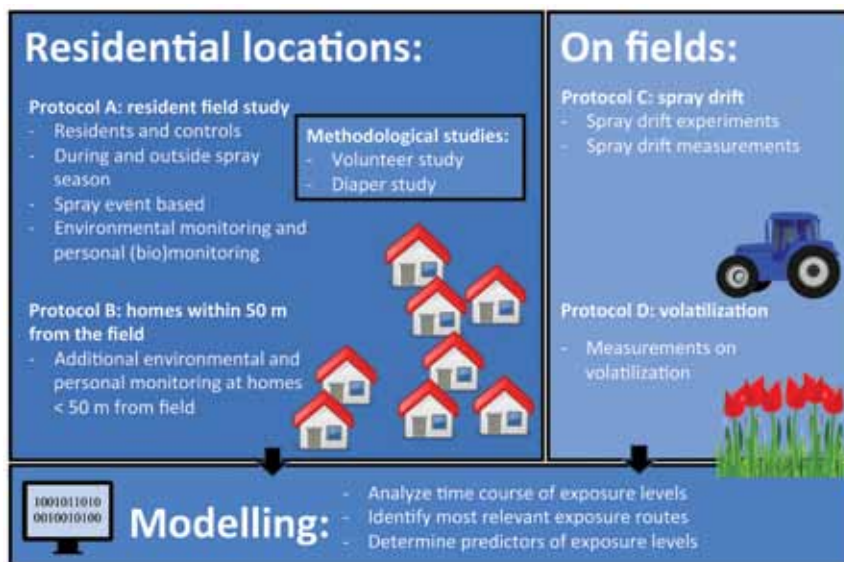 Residential locations:
Protocol A: resident field study
- Residents and controls
- During and outside spray
season
- Spray event based
- Environmental monitoring and
personal (bio)monitoring
Methodological studies:
- Volunteer study
- Diaper study
Protocol B: homes within 50 m
from the field
- Additional environmental and
personal monitoring at homes
< 50 m from field
On fields:
Protocol C: spray drift
- Spray drift experiments
- Spray drift measurements
Protocol D: volatilization
- Measurements on
volatilization
1001011010
0010010100
Modelling:
- Analyze time course of exposure levels
- Identify most relevant exposure routes
- Determine predictors of exposure levels